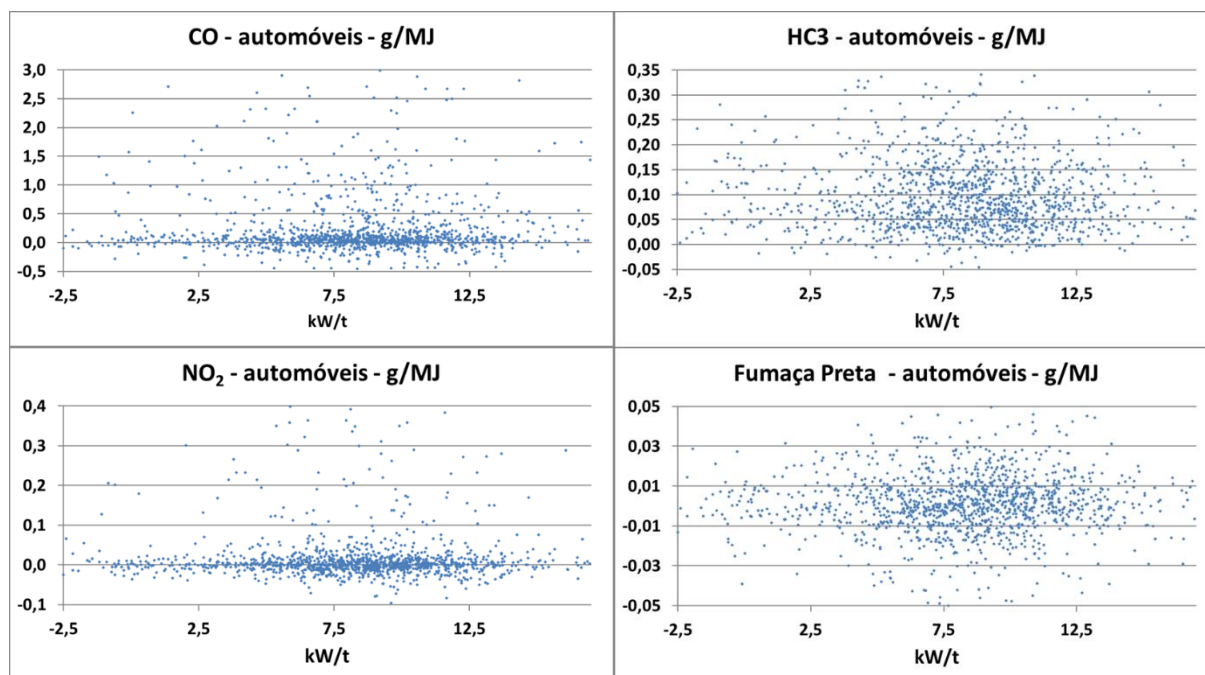 CO - automóveis - g/MJ
3,0
2,5
2,0
1,5
1,0
0,5
0,0
-0,5
-2,5 2,5 7,5 12,5
kW/t
HC3 - automóveis - g/MJ
0,35
0,30
0,25
0,20
0,15
0,10
0,05
0,00
-0,05
-2,5 2,5 7,5 12,5
kW/t
NO₂ - automóveis - g/MJ
0,4
0,3
0,2
0,1
0,0
-0,1
-2,5 2,5 7,5 12,5
kW/t
Fumaça Preta - automóveis - g/MJ
0,05
0,03
0,01
-0,01
-0,03
-0,05
-2,5 2,5 7,5 12,5
kW/t